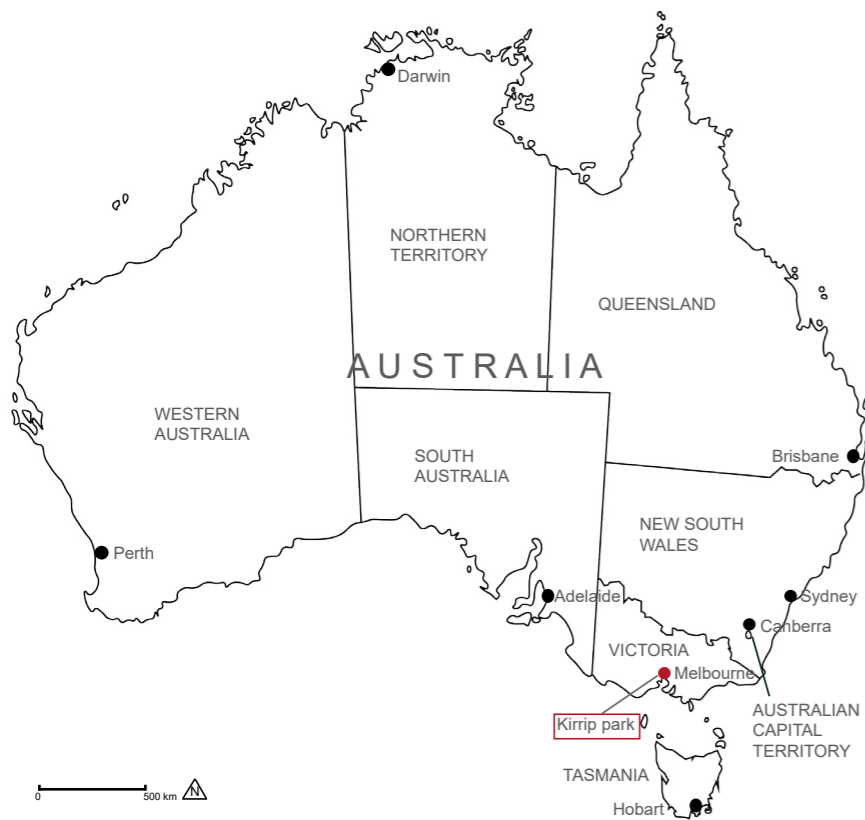 Darwin
NORTHERN
TERRITORY
QUEENSLAND
AUSTRALIA
WESTERN
AUSTRALIA
SOUTH
AUSTRALIA
Brisbane
NEW SOUTH
WALES
Perth
Adelaide
Sydney
Canberra
VICTORIA
Melbourne
Kirrip park
AUSTRALIAN
CAPITAL
TERRITORY
TASMANIA
Hobart
0
500 km
N